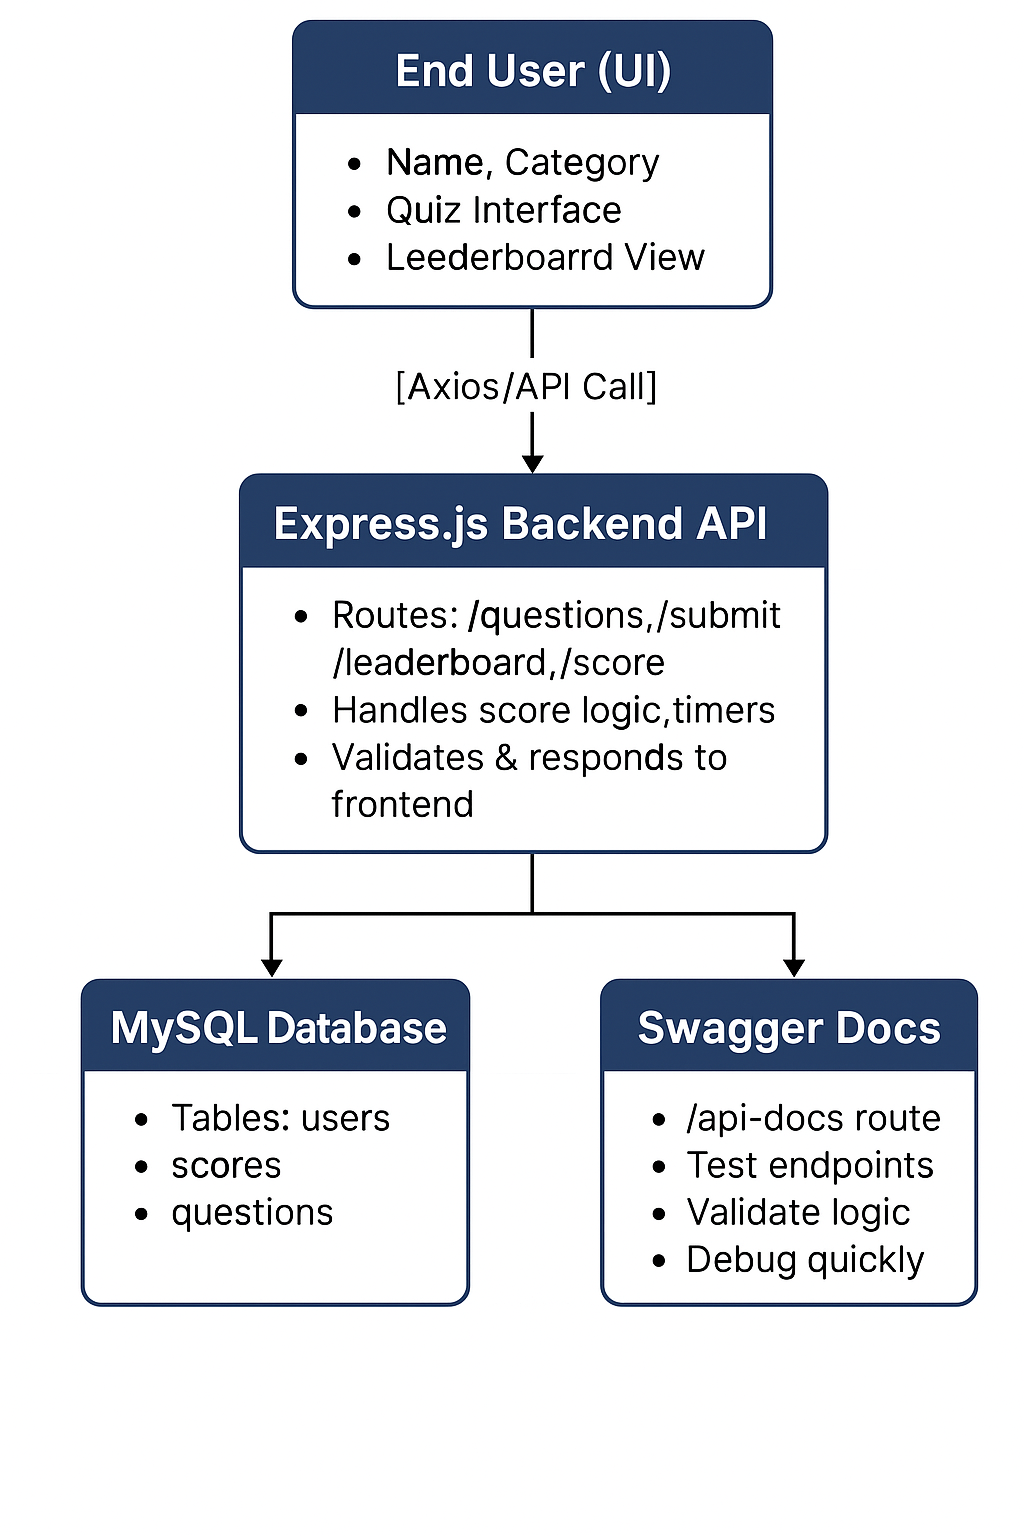 End User (UI)
• Name, Category
• Quiz Interface
• Leederboarrd View
[Axios/API Call]
Express.js Backend API
• Routes: /questions,/submit
/leaderboard,/score
• Handles score logic,timers
• Validates & responds to
frontend
MySQL Database
• Tables: users
• scores
• questions
Swagger Docs
• /api-docs route
• Test endpoints
• Validate logic
• Debug quickly